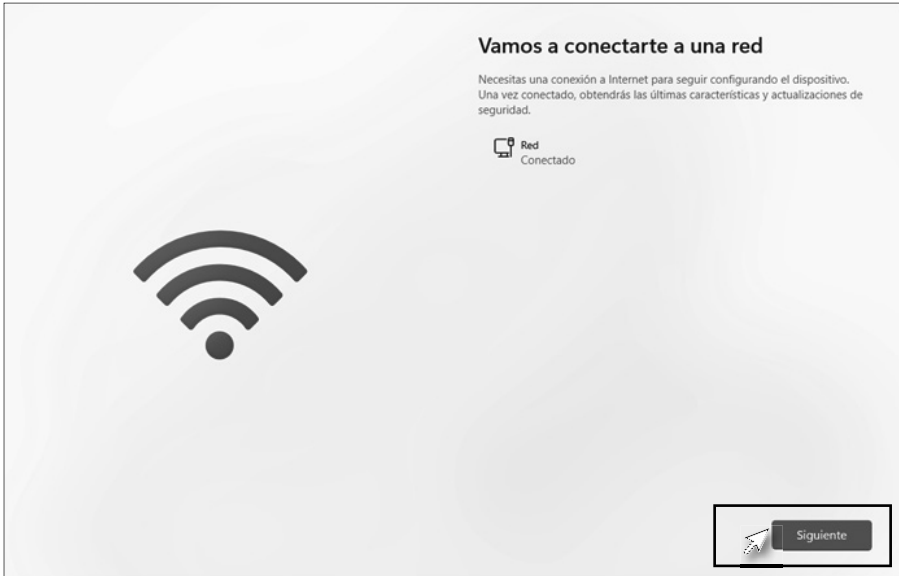 Vamos a conectarte a una red
Necesitas una conexión a Internet para seguir configurando el dispositivo.
Una vez conectado, obtendrás las últimas características y actualizaciones de
seguridad.
Red
Conectado
Siguiente